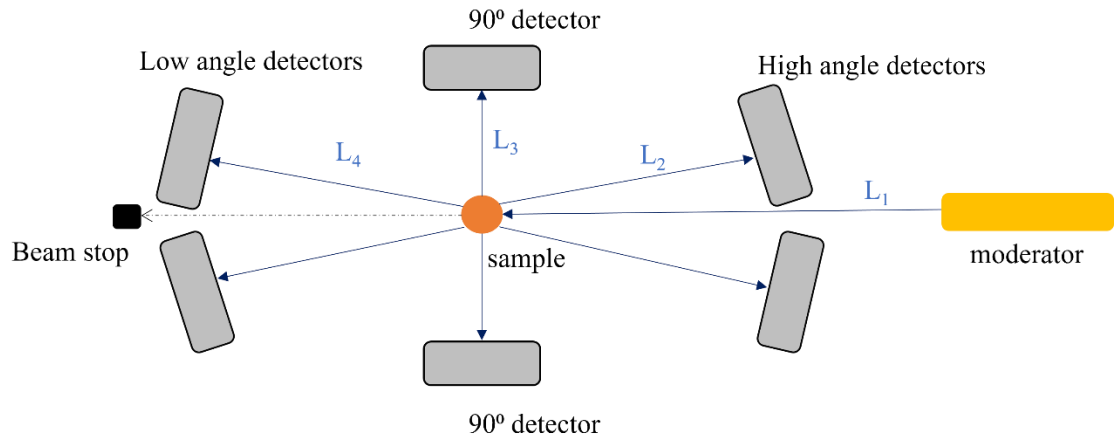 90º detector
Low angle detectors
High angle detectors
L₄
L₃
L₂
L₁
Beam stop
sample
moderator
90º detector